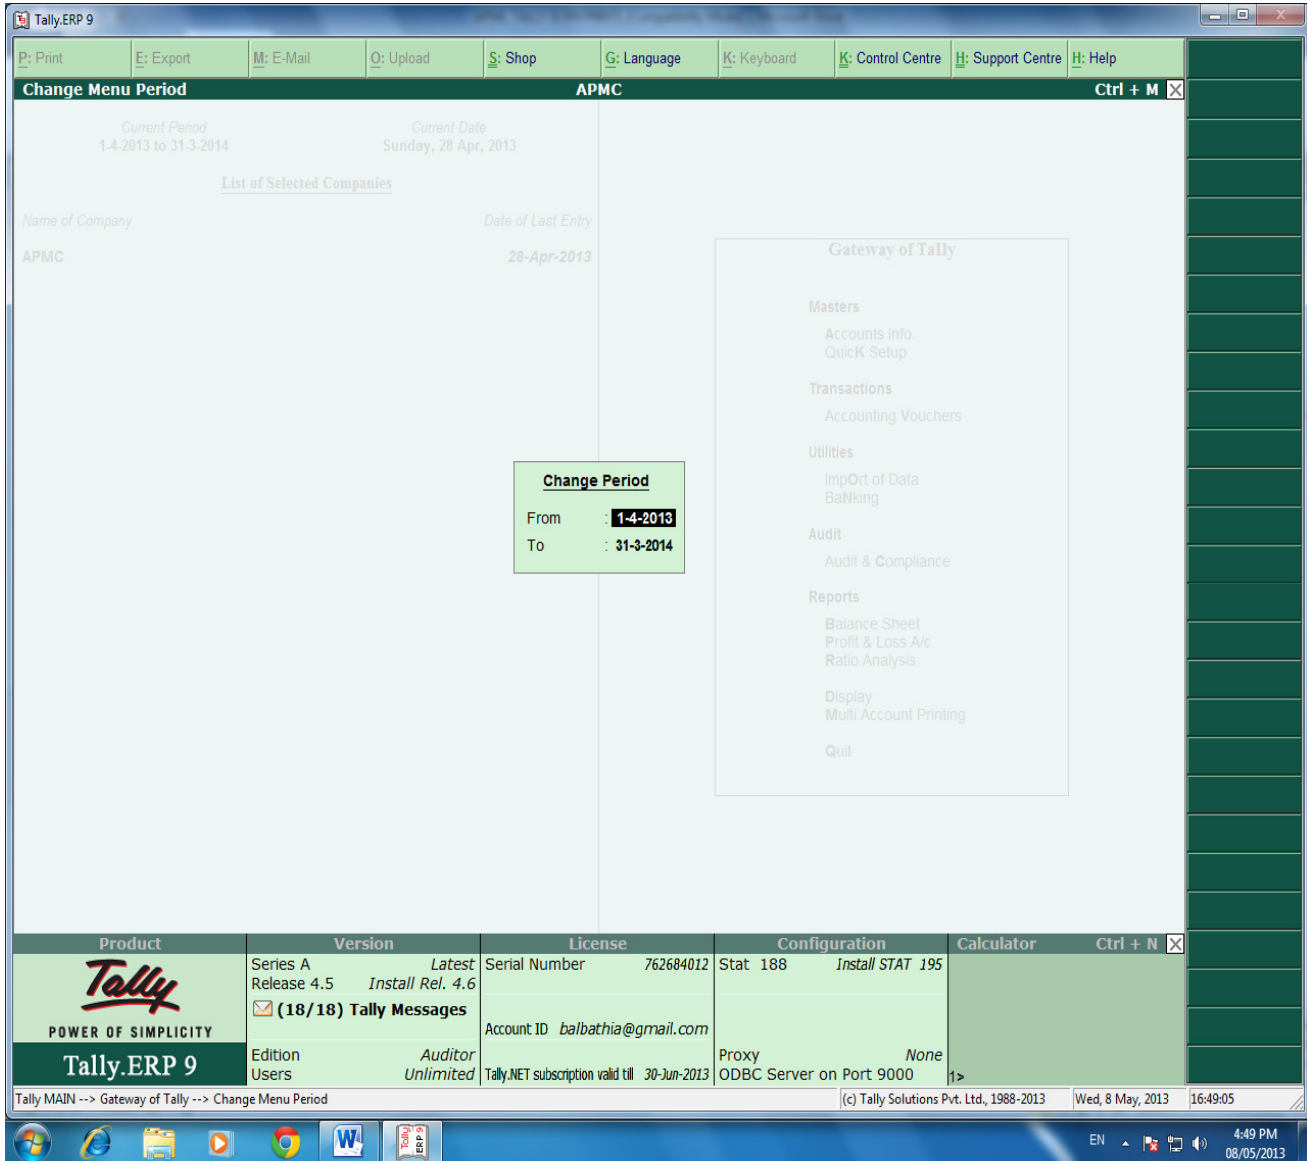 Tally.ERP 9
P: Print E: Export M: E-Mail O: Upload S: Shop G: Language K: Keyboard K: Control Centre H: Support Centre H: Help
Change Menu Period APMC Ctrl + M
Current Period Current Date
1-4-2013 to 31-3-2014 Sunday, 28 Apr, 2013
List of Selected Companies
Name of Company Date of Last Entry
APMC 28-Apr-2013
Gateway of Tally
Masters
Accounts Info.
QuicK Setup
Transactions
Accounting Vouchers
Utilities
ImpOrt of Data
BaNking
Audit
Audit & Compliance
Reports
Balance Sheet
Profit & Loss A/c
Ratio Analysis
Display
Multi Account Printing
Quit
Change Period
From : 1-4-2013
To : 31-3-2014
Product Version License Configuration Calculator Ctrl + N
Tally
POWER OF SIMPLICITY
Tally.ERP 9
Series A Latest
Release 4.5 Install Rel. 4.6
(18/18) Tally Messages
Edition Auditor
Users Unlimited
Serial Number 762684012
Account ID balbathia@gmail.com
Tally.NET subscription valid till 30-Jun-2013
Stat 188 Install STAT 195
Proxy None
ODBC Server on Port 9000
1>
Tally MAIN --> Gateway of Tally --> Change Menu Period (c) Tally Solutions Pvt. Ltd., 1988-2013 Wed, 8 May, 2013 16:49:05
Tally ERP 9
EN 4:49 PM
08/05/2013